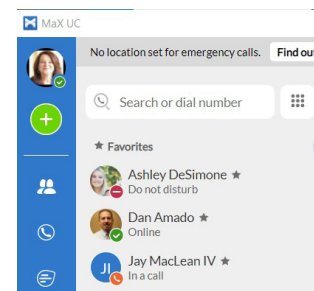 MaX UC
No location set for emergency calls. Find ou
Search or dial number
★ Favorites
Ashley DeSimone ★
Do not disturb
Dan Amado ★
Online
JI
Jay MacLean IV ★
In a call